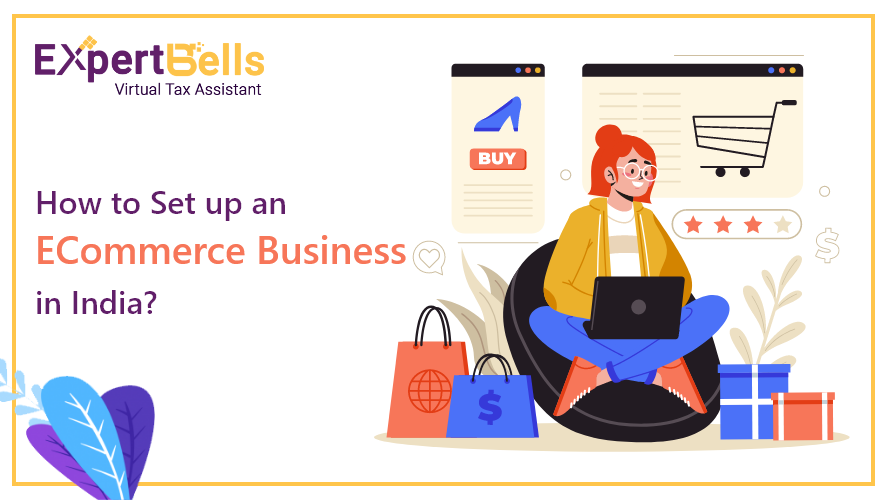 ExpertBells
Virtual Tax Assistant
How to Set up an
ECommerce Business
in India?
BUY
$
$